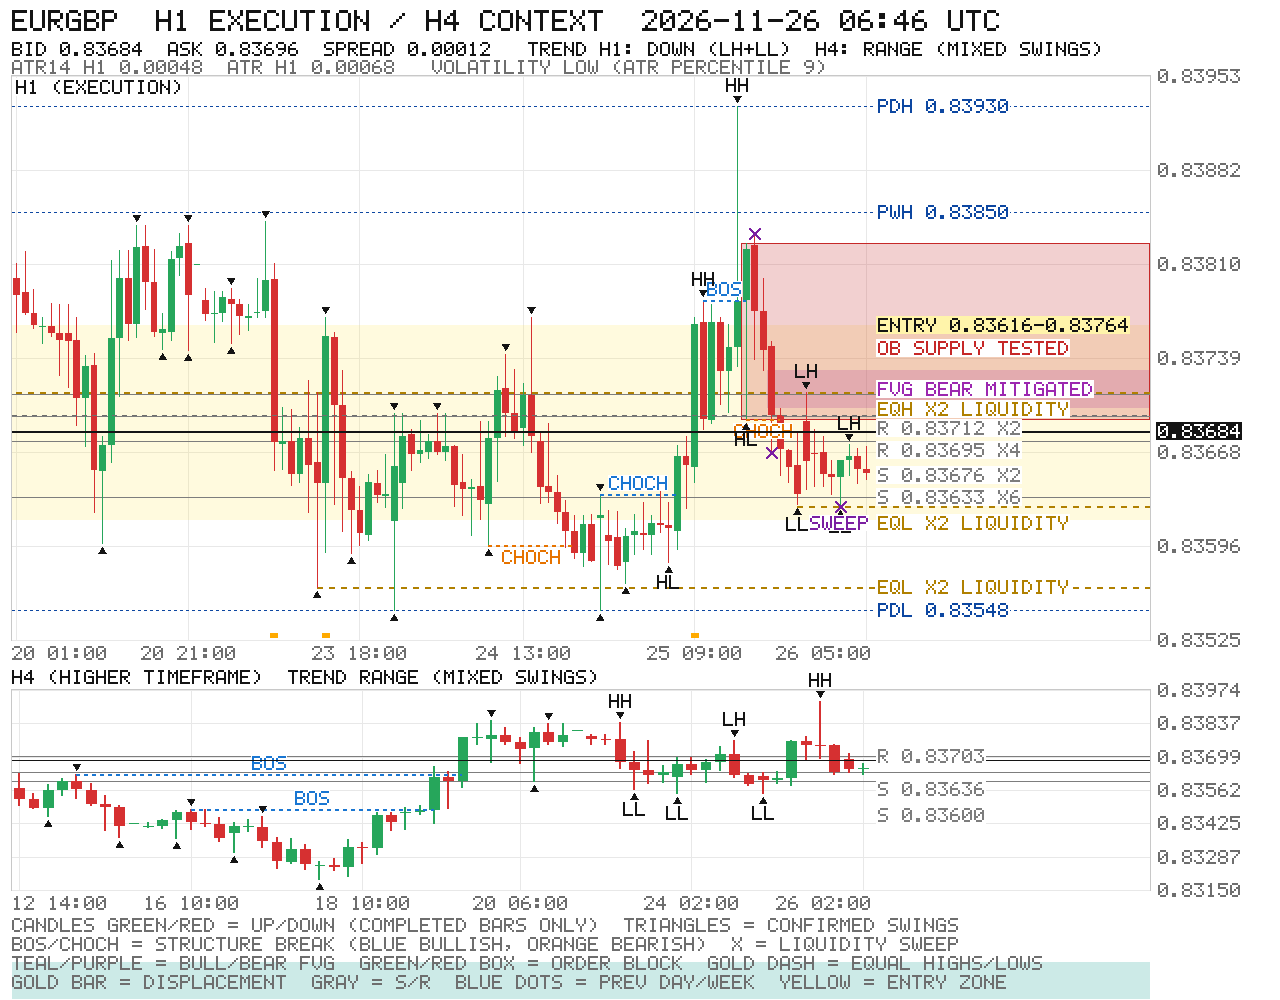 EURGBP  H1 EXECUTION / H4 CONTEXT  2026-11-26 06:46 UTC
BID 0.83684  ASK 0.83696  SPREAD 0.00012   TREND H1: DOWN (LH+LL)  H4: RANGE (MIXED SWINGS)
ATR14 H1 0.00048  ATR H1 0.00068   VOLATILITY LOW (ATR PERCENTILE 9)
H1 (EXECUTION)
HH
0.83953
PDH 0.83930
0.83882
PWH 0.83850
0.83810
HH
BOS
ENTRY 0.83616-0.83764
OB SUPPLY TESTED
0.83739
LH
FVG BEAR MITIGATED
EQH X2 LIQUIDITY
LH
R 0.83712 X2
0.83684
CHOCH
HL
R 0.83695 X4
0.83668
S 0.83676 X2
CHOCH
S 0.83633 X6
LL
SWEEP
EQL X2 LIQUIDITY
0.83596
CHOCH
HL
EQL X2 LIQUIDITY
PDL 0.83548
0.83525
20 01:00  20 21:00  23 18:00  24 13:00  25 09:00  26 05:00
H4 (HIGHER TIMEFRAME)  TREND RANGE (MIXED SWINGS)
HH
0.83974
HH
LH
0.83837
R 0.83703
0.83699
BOS
S 0.83636
0.83562
BOS
LL
LL
LL
S 0.83600
0.83425
0.83287
0.83150
12 14:00  16 10:00  18 10:00  20 06:00  24 02:00  26 02:00
CANDLES GREEN/RED = UP/DOWN (COMPLETED BARS ONLY)  TRIANGLES = CONFIRMED SWINGS
BOS/CHOCH = STRUCTURE BREAK (BLUE BULLISH, ORANGE BEARISH)  X = LIQUIDITY SWEEP
TEAL/PURPLE = BULL/BEAR FVG  GREEN/RED BOX = ORDER BLOCK  GOLD DASH = EQUAL HIGHS/LOWS
GOLD BAR = DISPLACEMENT  GRAY = S/R  BLUE DOTS = PREV DAY/WEEK  YELLOW = ENTRY ZONE